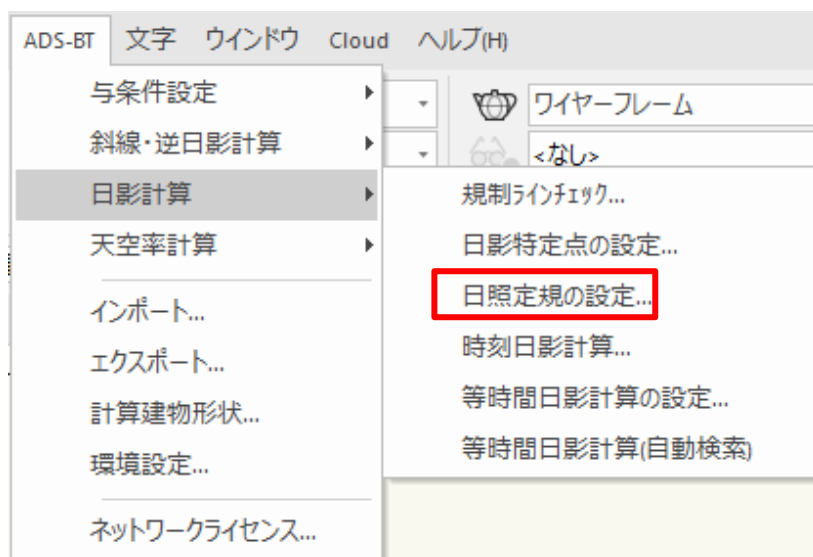 ADS-BT 文字 ウインドウ Cloud ヘルプ(H)
与条件設定
ワイヤーフレーム
斜線・逆日影計算
<なし>
日影計算
規制ラインチェック...
天空率計算
日影特定点の設定...
日照定規の設定...
インポート...
時刻日影計算...
エクスポート...
等時間日影計算の設定...
計算建物形状...
等時間日影計算(自動検索)
環境設定...
ネットワークライセンス...